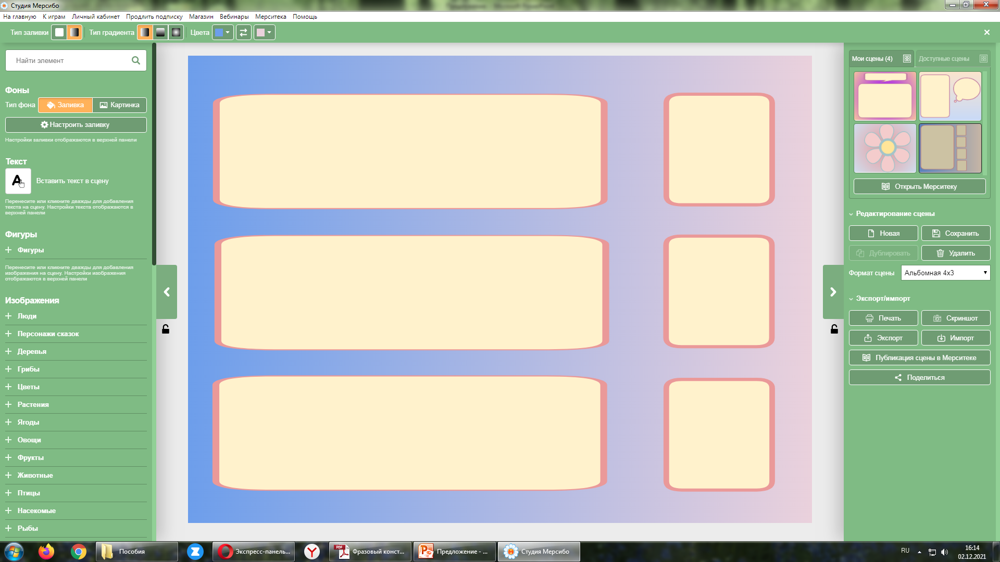 Студия Мерсибо
На главную К играм Личный кабинет Продлить подписку Магазин Вебинары Мерситека Помощь
Тип заливки Тип градиента Цвета
Найти элемент
Фоны
Тип фона Заливка Картинка
Настроить заливку
Настройки заливки отображаются в верхней панели
Текст
A Вставить текст в сцену
Перенесите или кликните дважды для добавления
текста на сцену. Настройки текста отображаются в
верхней панели
Фигуры
Фигуры
Перенесите или кликните дважды для добавления
изображения на сцену. Настройки изображения
отображаются в верхней панели
Изображения
Люди
Персонажи сказок
Деревья
Грибы
Цветы
Растения
Ягоды
Овощи
Фрукты
Животные
Птицы
Насекомые
Рыбы
Мои сцены (4) Доступные сцены
Открыть Мерситеку
Редактирование сцены
Новая Сохранить
Дублировать Удалить
Формат сцены Альбомная 4x3
Экспорт/импорт
Печать Скриншот
Экспорт Импорт
Публикация сцены в Мерситеке
Поделиться
Пособия Экспресс-панель... Фразовый конст... Предложение - ... Студия Мерсибо
RU 16:14
02.12.2021